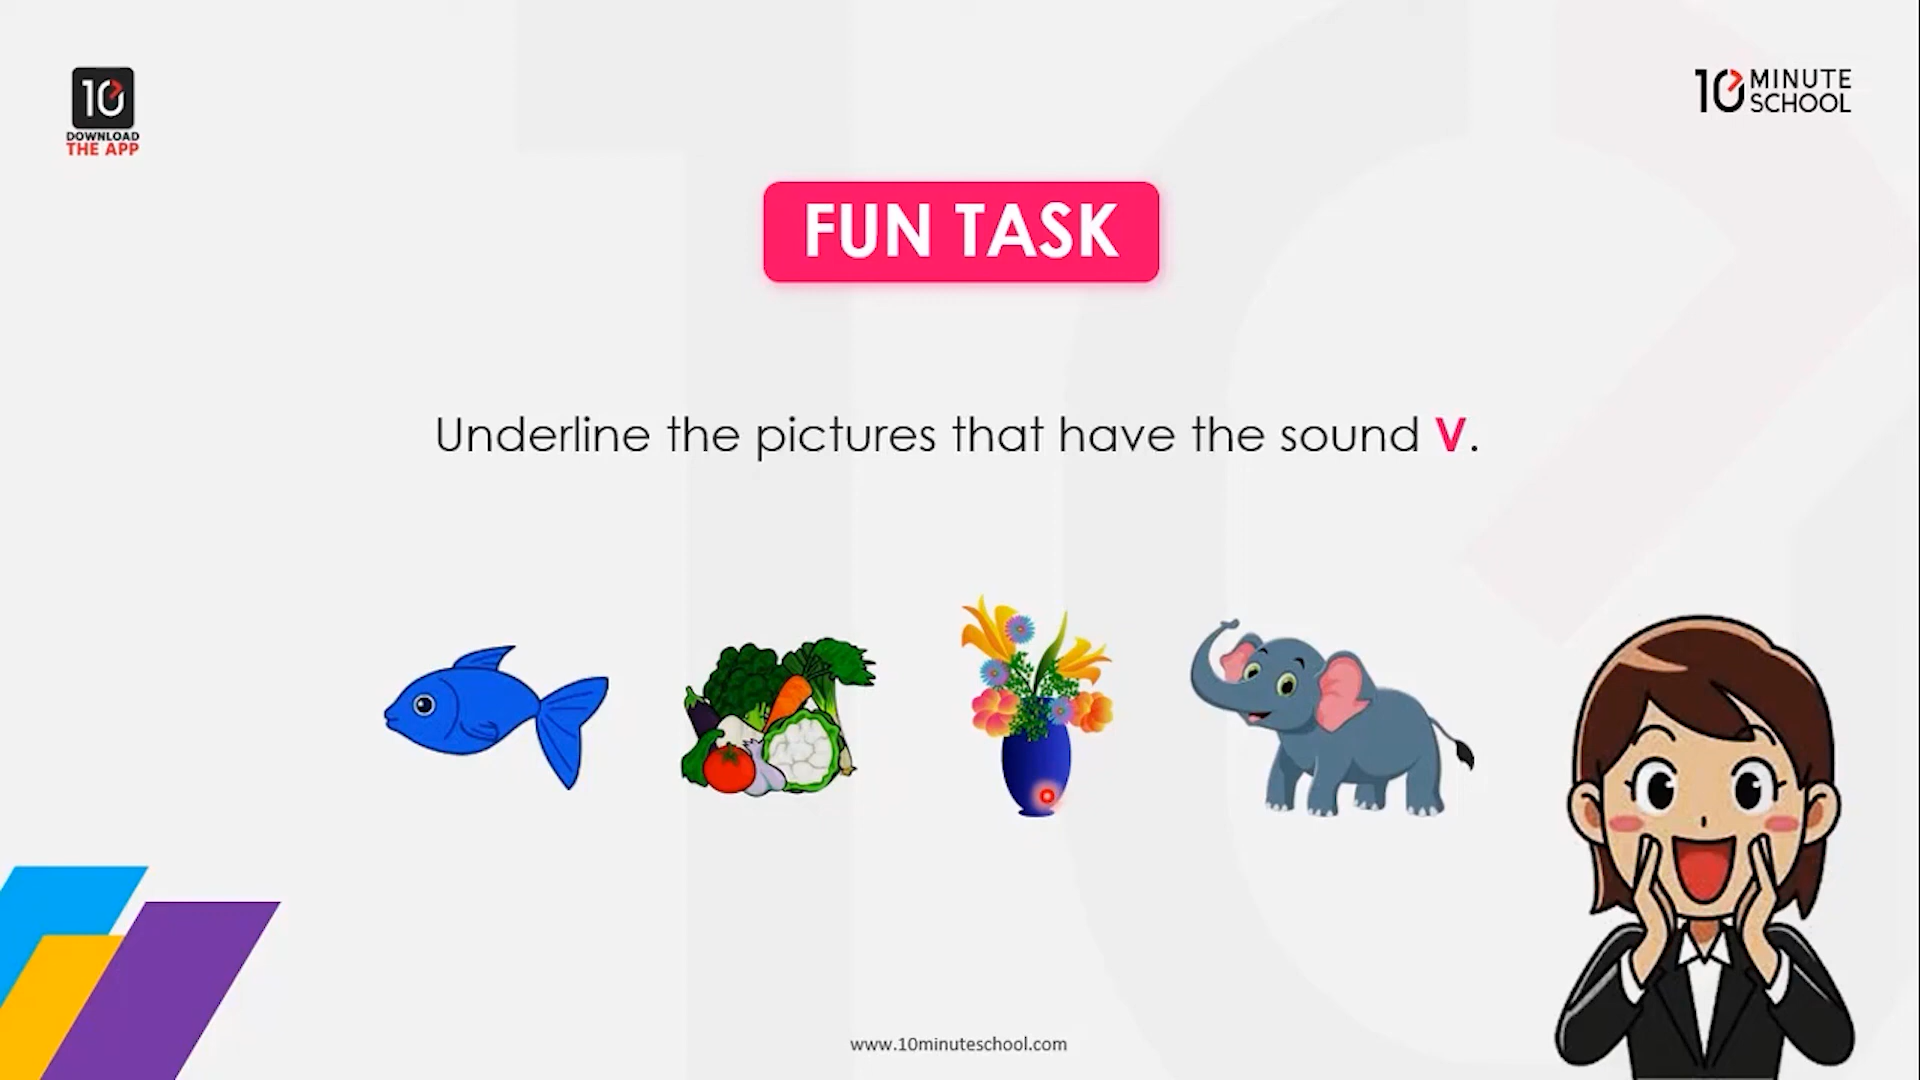 10
DOWNLOAD
THE APP
10 MINUTE
SCHOOL
FUN TASK
Underline the pictures that have the sound v.
www.10minuteschool.com